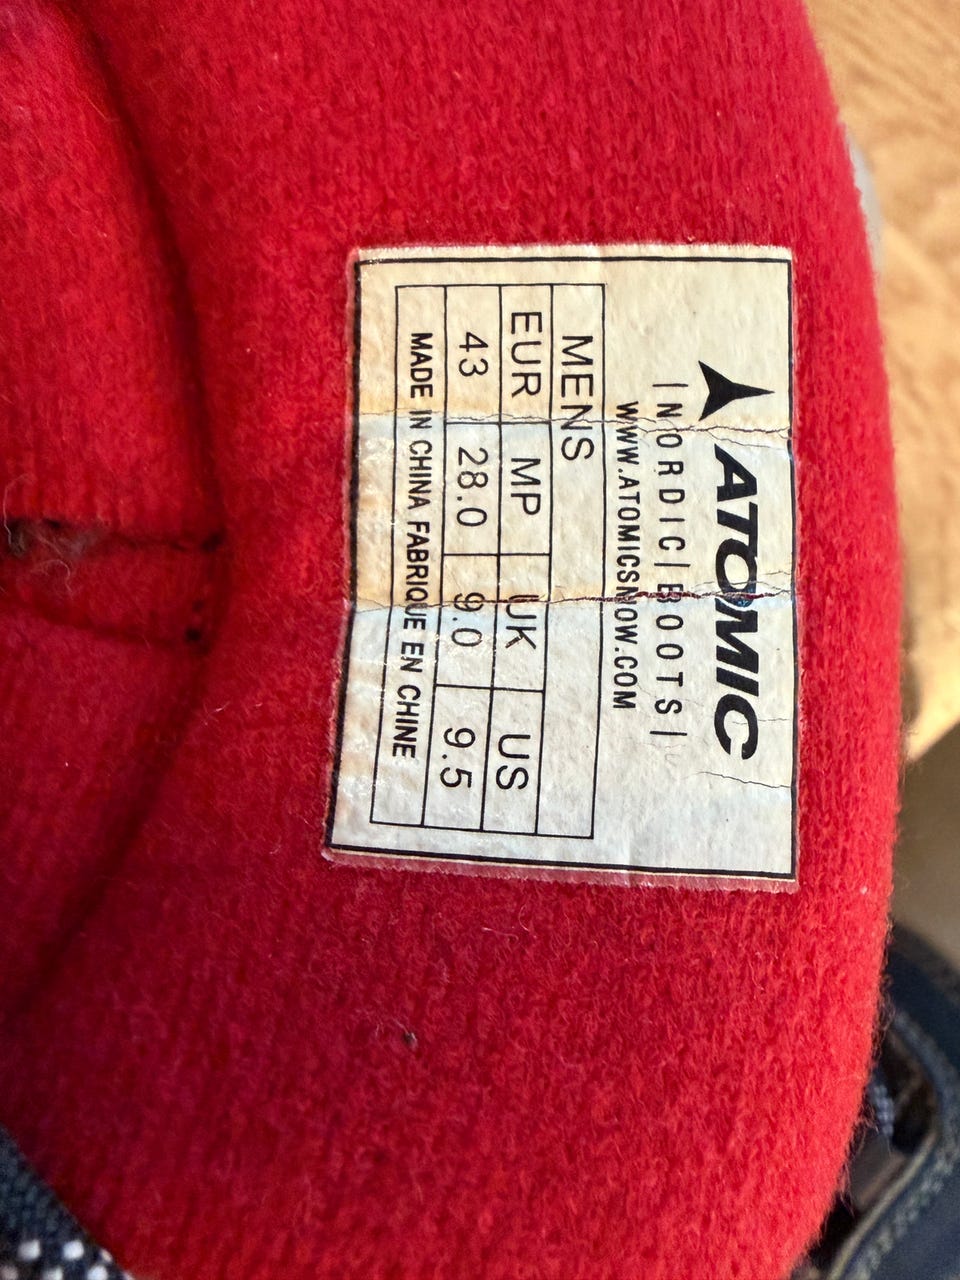 ATOMIC
|NORDIC|BOOTS|
WWW.ATOMICSNOW.COM
MENS
EUR MP UK US
43 28.0 9.0 9.5
MADE IN CHINA FABRIQUE EN CHINE